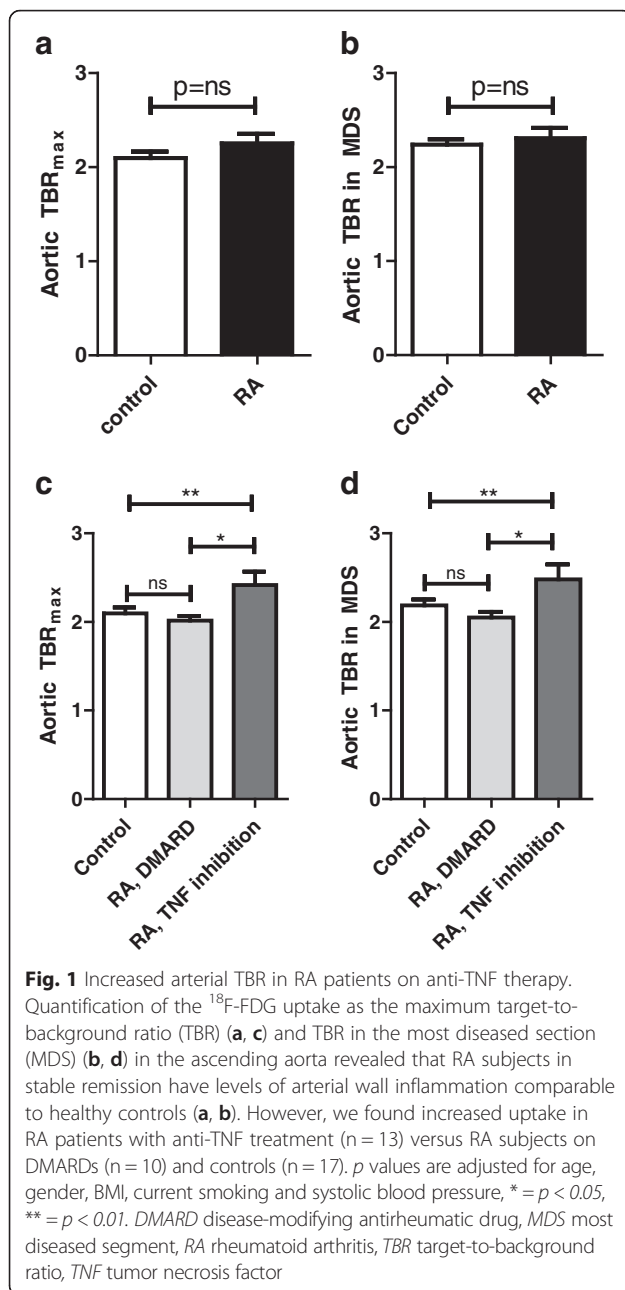 a
b
p=ns
p=ns
Aortic TBRmax
Aortic TBR in MDS
3
2
1
0
3
2
1
0
control
RA
Control
RA
c
d
**
*
ns
**
*
ns
Aortic TBRmax
Aortic TBR in MDS
3
2
1
0
3
2
1
0
Control
RA, DMARD
RA, TNF inhibition
Control
RA, DMARD
RA, TNF inhibition
Fig. 1 Increased arterial TBR in RA patients on anti-TNF therapy.
Quantification of the 18F-FDG uptake as the maximum target-to-
background ratio (TBR) (a, c) and TBR in the most diseased section
(MDS) (b, d) in the ascending aorta revealed that RA subjects in
stable remission have levels of arterial wall inflammation comparable
to healthy controls (a, b). However, we found increased uptake in
RA patients with anti-TNF treatment (n = 13) versus RA subjects on
DMARDs (n = 10) and controls (n = 17). p values are adjusted for age,
gender, BMI, current smoking and systolic blood pressure, * = p < 0.05,
** = p < 0.01. DMARD disease-modifying antirheumatic drug, MDS most
diseased segment, RA rheumatoid arthritis, TBR target-to-background
ratio, TNF tumor necrosis factor